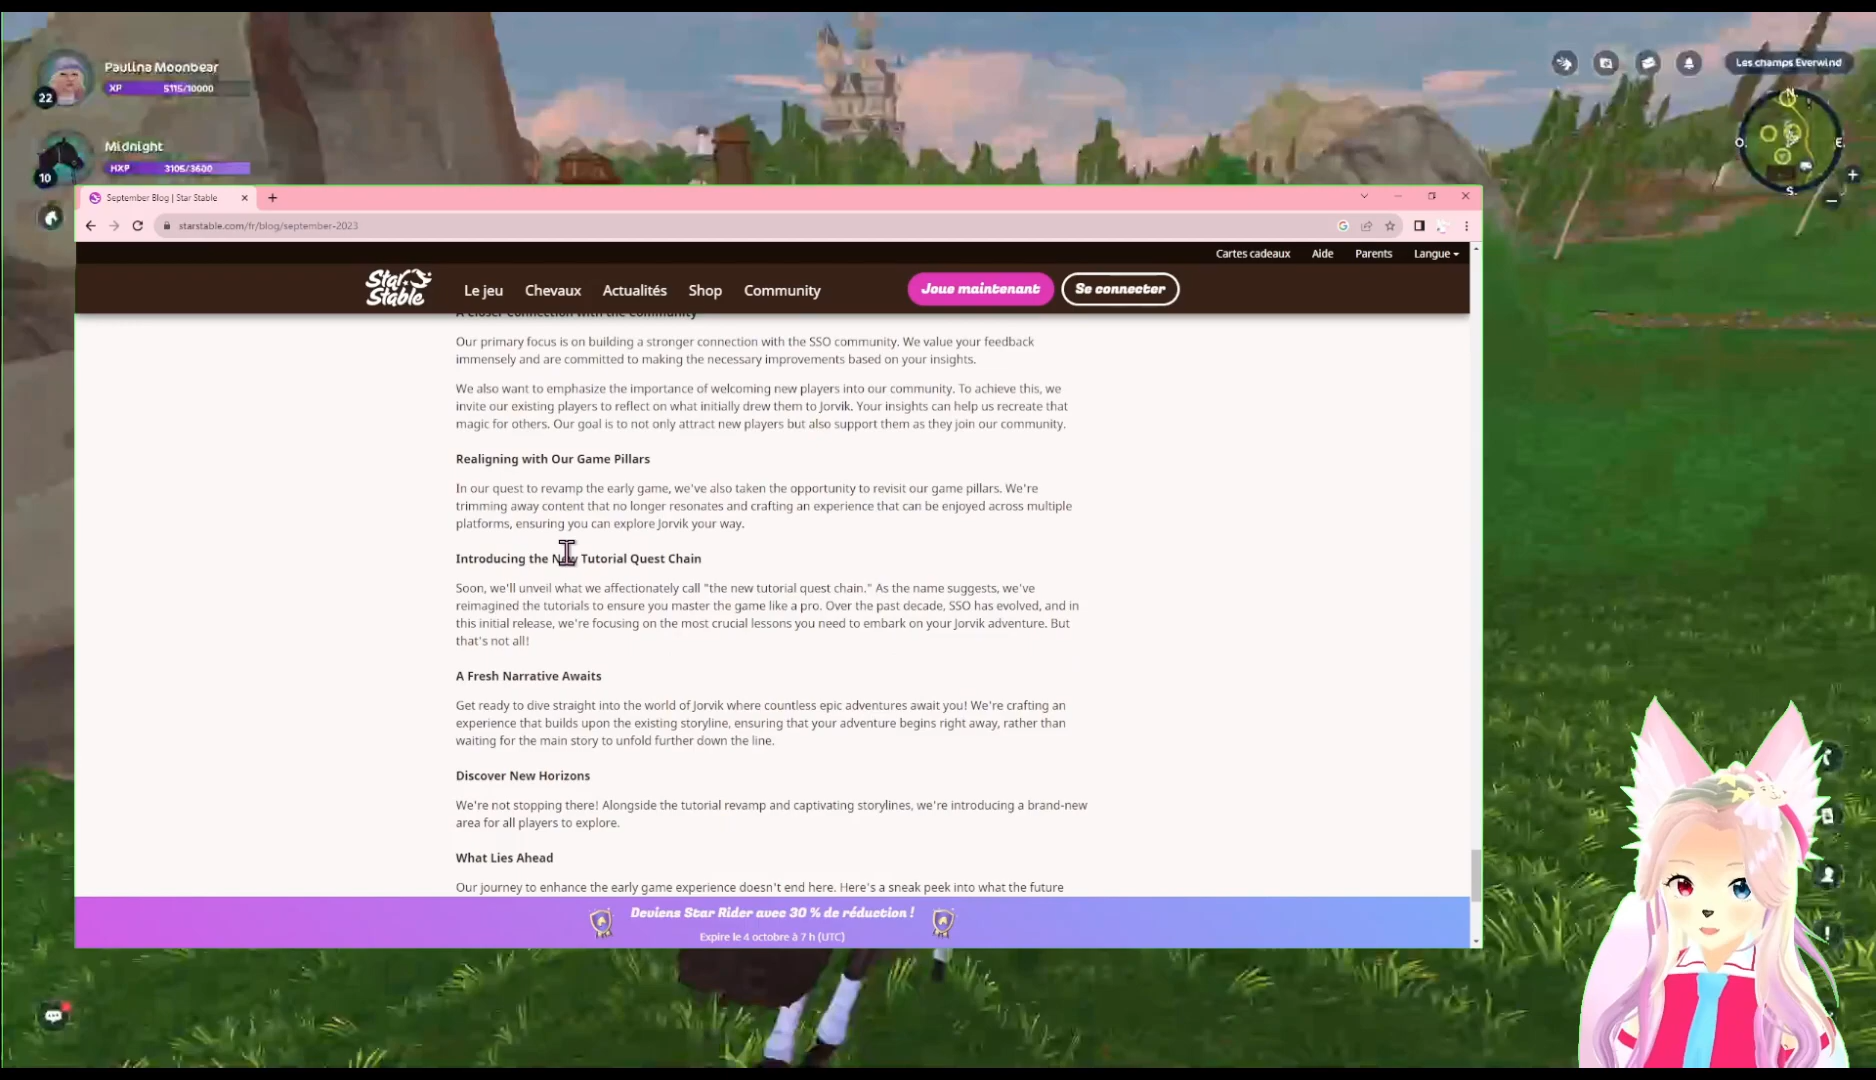 Paulina Moonbear
XP 5115/10000
22
Midnight
HXP 3105/3600
10
Les champs Everwind
N
O.
E.
S.
September Blog | Star Stable
starstable.com/fr/blog/september-2023
Cartes cadeaux Aide Parents Langue
Star Stable
Le jeu Chevaux Actualités Shop Community Joue maintenant Se connecter
A Closer Connection with the Community
Our primary focus is on building a stronger connection with the SSO community. We value your feedback
immensely and are committed to making the necessary improvements based on your insights.
We also want to emphasize the importance of welcoming new players into our community. To achieve this, we
invite our existing players to reflect on what initially drew them to Jorvik. Your insights can help us recreate that
magic for others. Our goal is to not only attract new players but also support them as they join our community.
Realigning with Our Game Pillars
In our quest to revamp the early game, we've also taken the opportunity to revisit our game pillars. We're
trimming away content that no longer resonates and crafting an experience that can be enjoyed across multiple
platforms, ensuring you can explore Jorvik your way.
Introducing the New Tutorial Quest Chain
Soon, we'll unveil what we affectionately call "the new tutorial quest chain." As the name suggests, we've
reimagined the tutorials to ensure you master the game like a pro. Over the past decade, SSO has evolved, and in
this initial release, we're focusing on the most crucial lessons you need to embark on your Jorvik adventure. But
that's not all!
A Fresh Narrative Awaits
Get ready to dive straight into the world of Jorvik where countless epic adventures await you! We're crafting an
experience that builds upon the existing storyline, ensuring that your adventure begins right away, rather than
waiting for the main story to unfold further down the line.
Discover New Horizons
We're not stopping there! Alongside the tutorial revamp and captivating storylines, we're introducing a brand-new
area for all players to explore.
What Lies Ahead
Our journey to enhance the early game experience doesn't end here. Here's a sneak peek into what the future
Deviens Star Rider avec 30 % de réduction !
Expire le 4 octobre à 7 h (UTC)